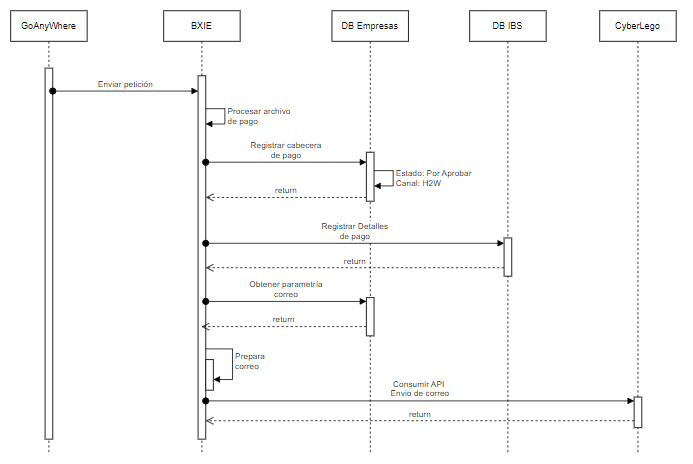 GoAnyWhere
BXIE
DB Empresas
DB IBS
CyberLego
Enviar petición
Procesar archivo
de pago
Registrar cabecera
de pago
Estado: Por Aprobar
Canal: H2W
return
Registrar Detalles
de pago
return
Obtener parametría
correo
return
Prepara
correo
Consumir API
Envio de correo
return